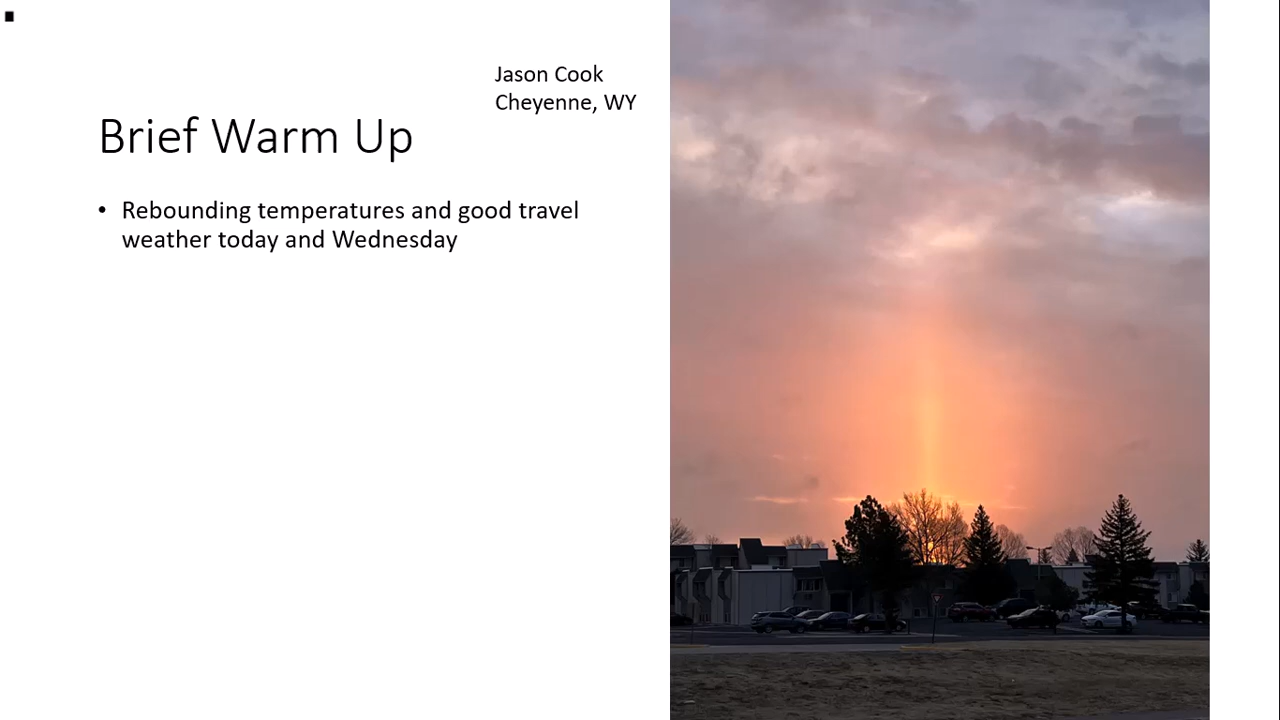 Jason Cook
Cheyenne, WY
Brief Warm Up
• Rebounding temperatures and good travel
weather today and Wednesday